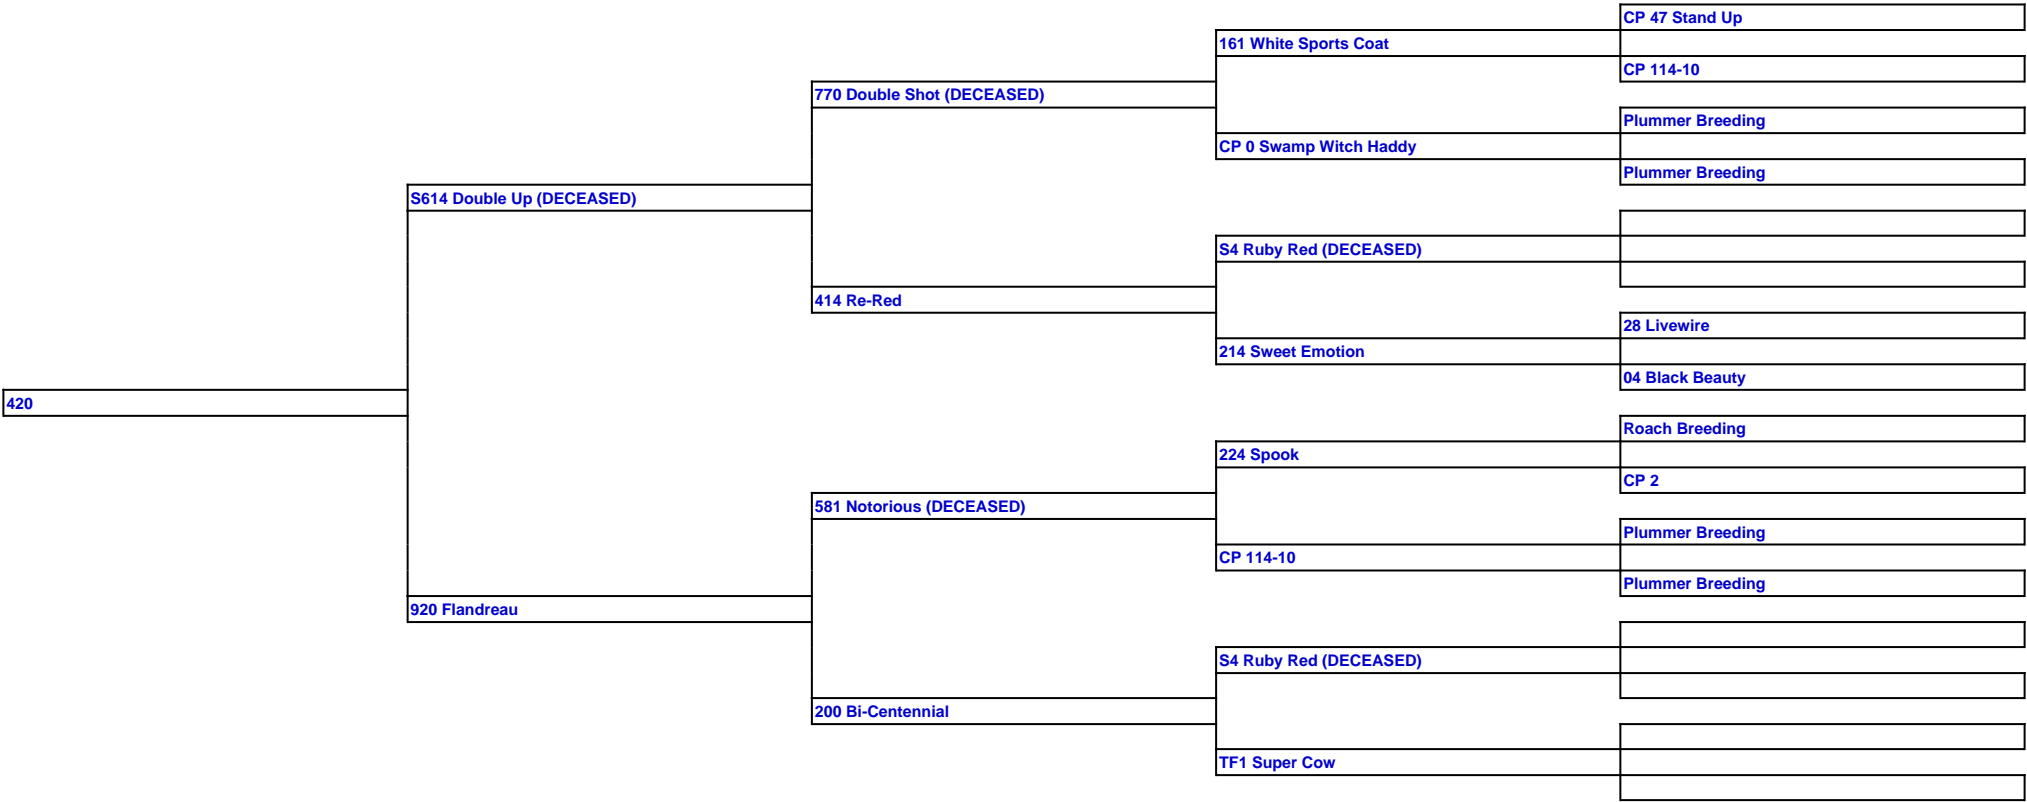 CP 47 Stand Up
161 White Sports Coat
CP 114-10
770 Double Shot (DECEASED)
Plummer Breeding
CP 0 Swamp Witch Haddy
Plummer Breeding
S614 Double Up (DECEASED)
S4 Ruby Red (DECEASED)
414 Re-Red
28 Livewire
214 Sweet Emotion
04 Black Beauty
420
Roach Breeding
224 Spook
CP 2
581 Notorious (DECEASED)
Plummer Breeding
CP 114-10
Plummer Breeding
920 Flandreau
S4 Ruby Red (DECEASED)
200 Bi-Centennial
TF1 Super Cow